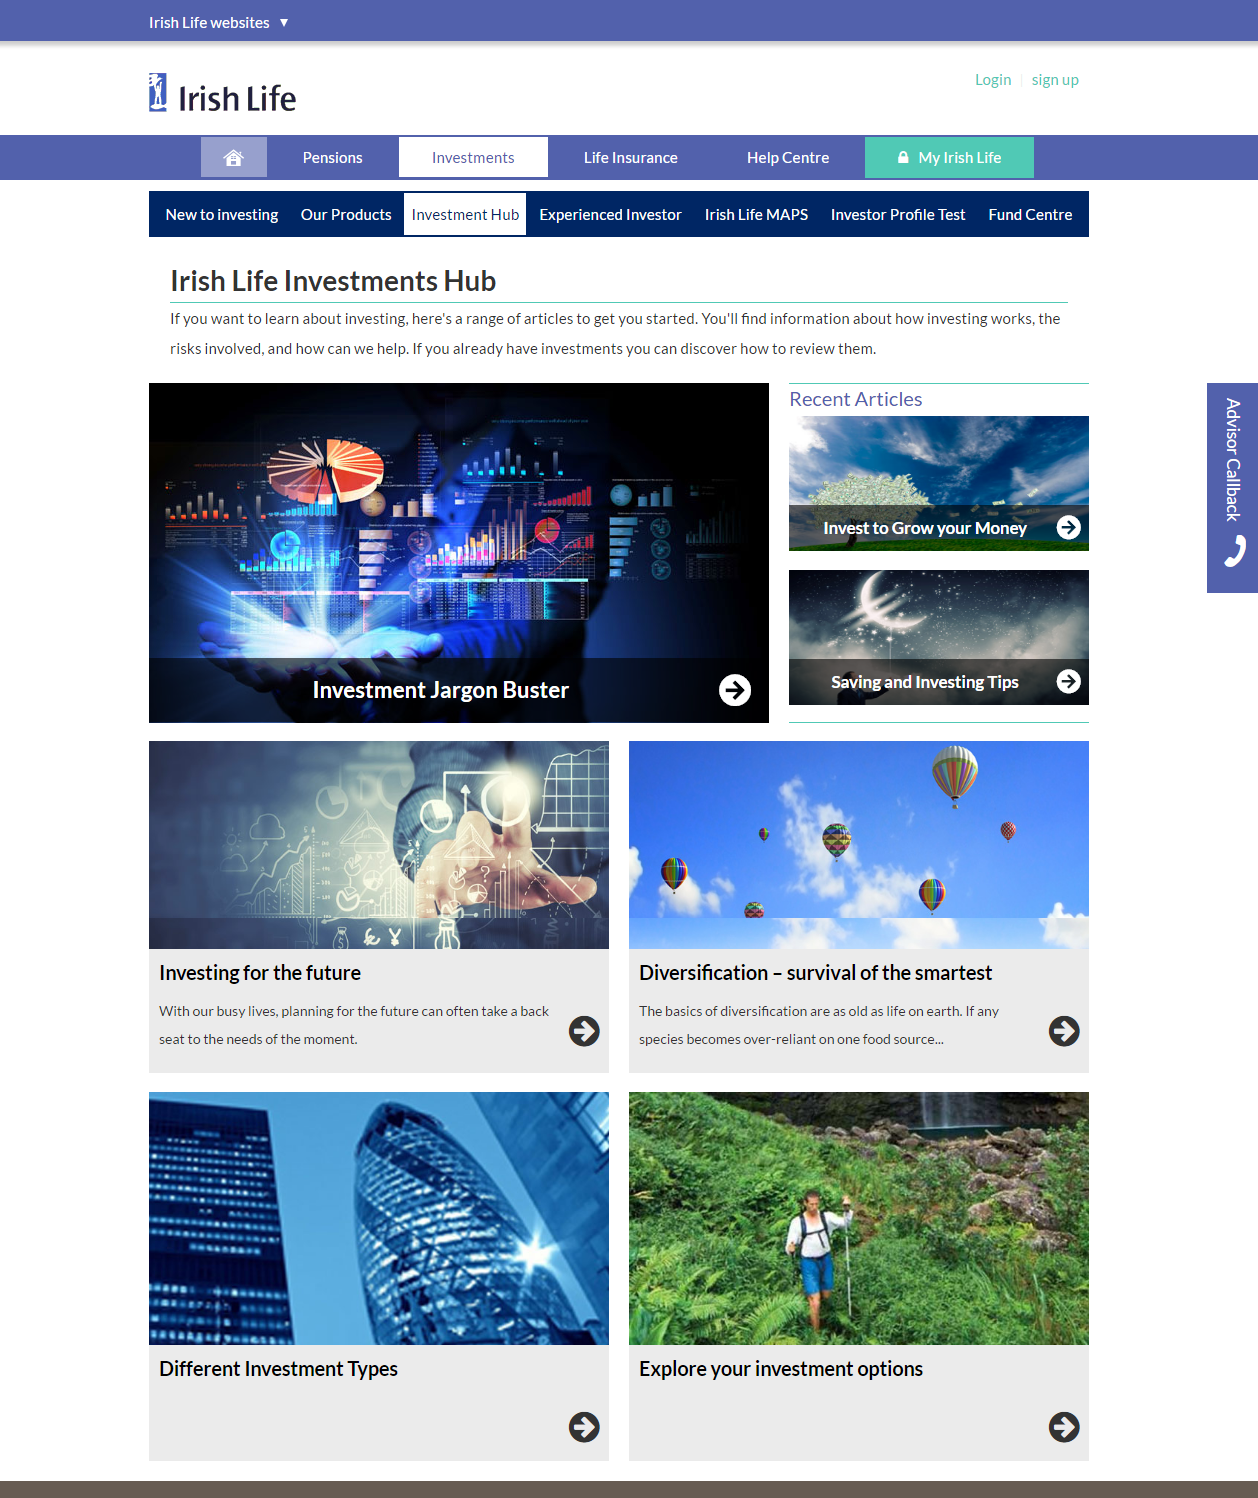 Irish Life websites ▼
Irish Life
Login
sign up
Pensions
Investments
Life Insurance
Help Centre
My Irish Life
New to investing
Our Products
Investment Hub
Experienced Investor
Irish Life MAPS
Investor Profile Test
Fund Centre
Irish Life Investments Hub
If you want to learn about investing, here's a range of articles to get you started. You'll find information about how investing works, the
risks involved, and how can we help. If you already have investments you can discover how to review them.
Investment Jargon Buster
Recent Articles
Invest to Grow your Money
Saving and Investing Tips
Advisor Callback
Investing for the future
With our busy lives, planning for the future can often take a back
seat to the needs of the moment.
Diversification – survival of the smartest
The basics of diversification are as old as life on earth. If any
species becomes over-reliant on one food source...
Different Investment Types
Explore your investment options